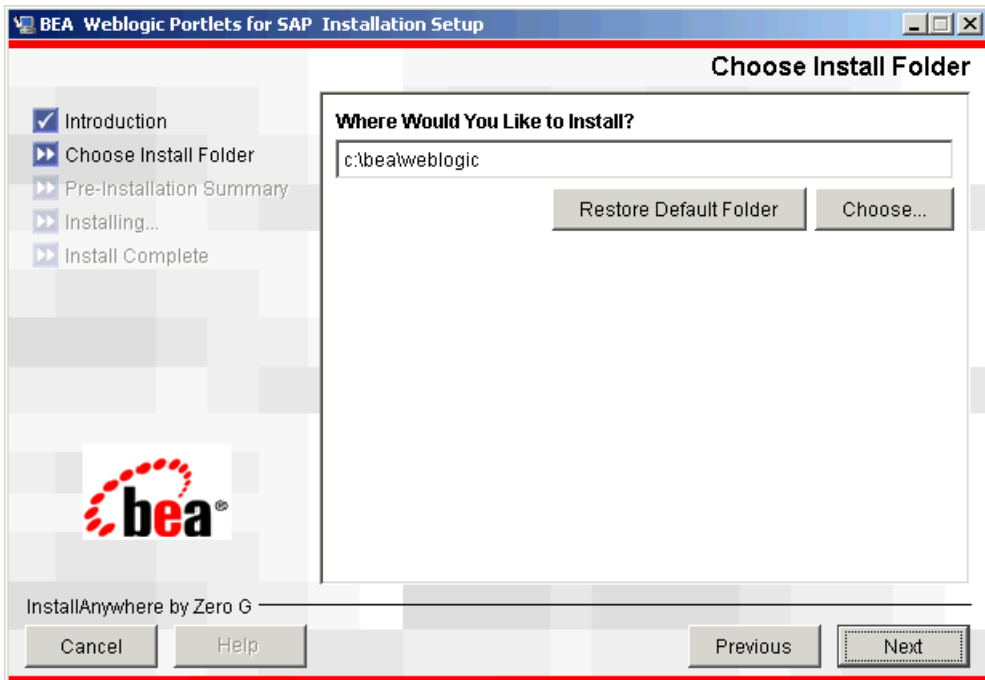 BEA Weblogic Portlets for SAP Installation Setup
Choose Install Folder
Introduction
Choose Install Folder
Pre-Installation Summary
Installing...
Install Complete
Where Would You Like to Install?
c:\bea\weblogic
Restore Default Folder
Choose...
bea®
InstallAnywhere by Zero G
Cancel
Help
Previous
Next